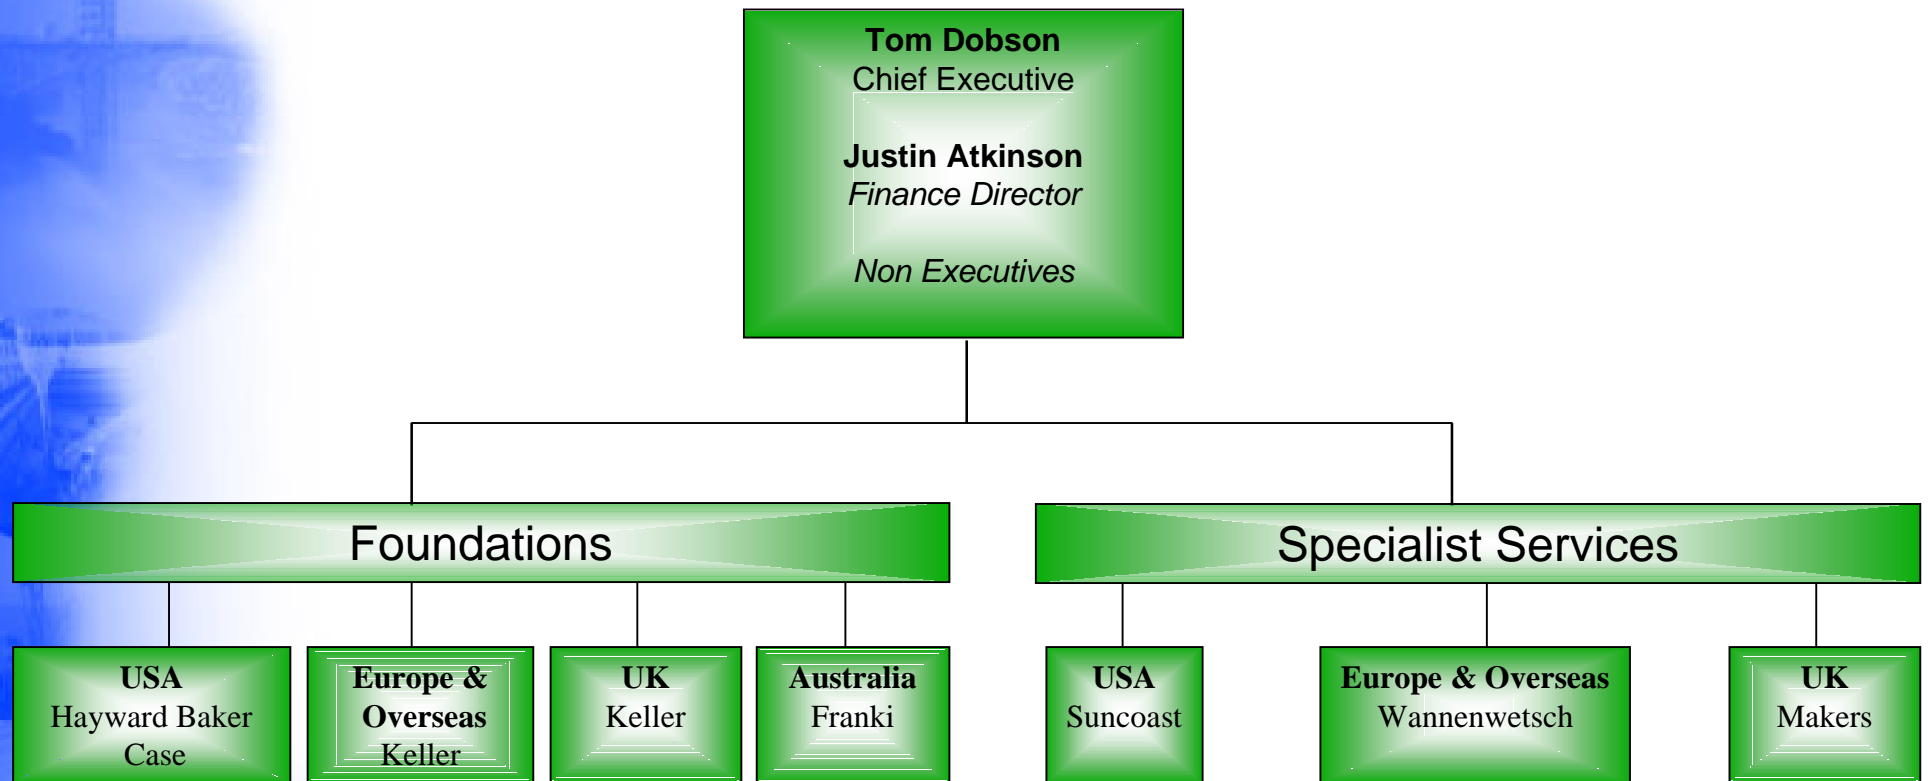 Tom Dobson
Chief Executive
Justin Atkinson
Finance Director
Non Executives
Foundations
Specialist Services
USA
Hayward Baker
Case
Europe &
Overseas
Keller
UK
Keller
Australia
Franki
USA
Suncoast
Europe & Overseas
Wannenwetsch
UK
Makers